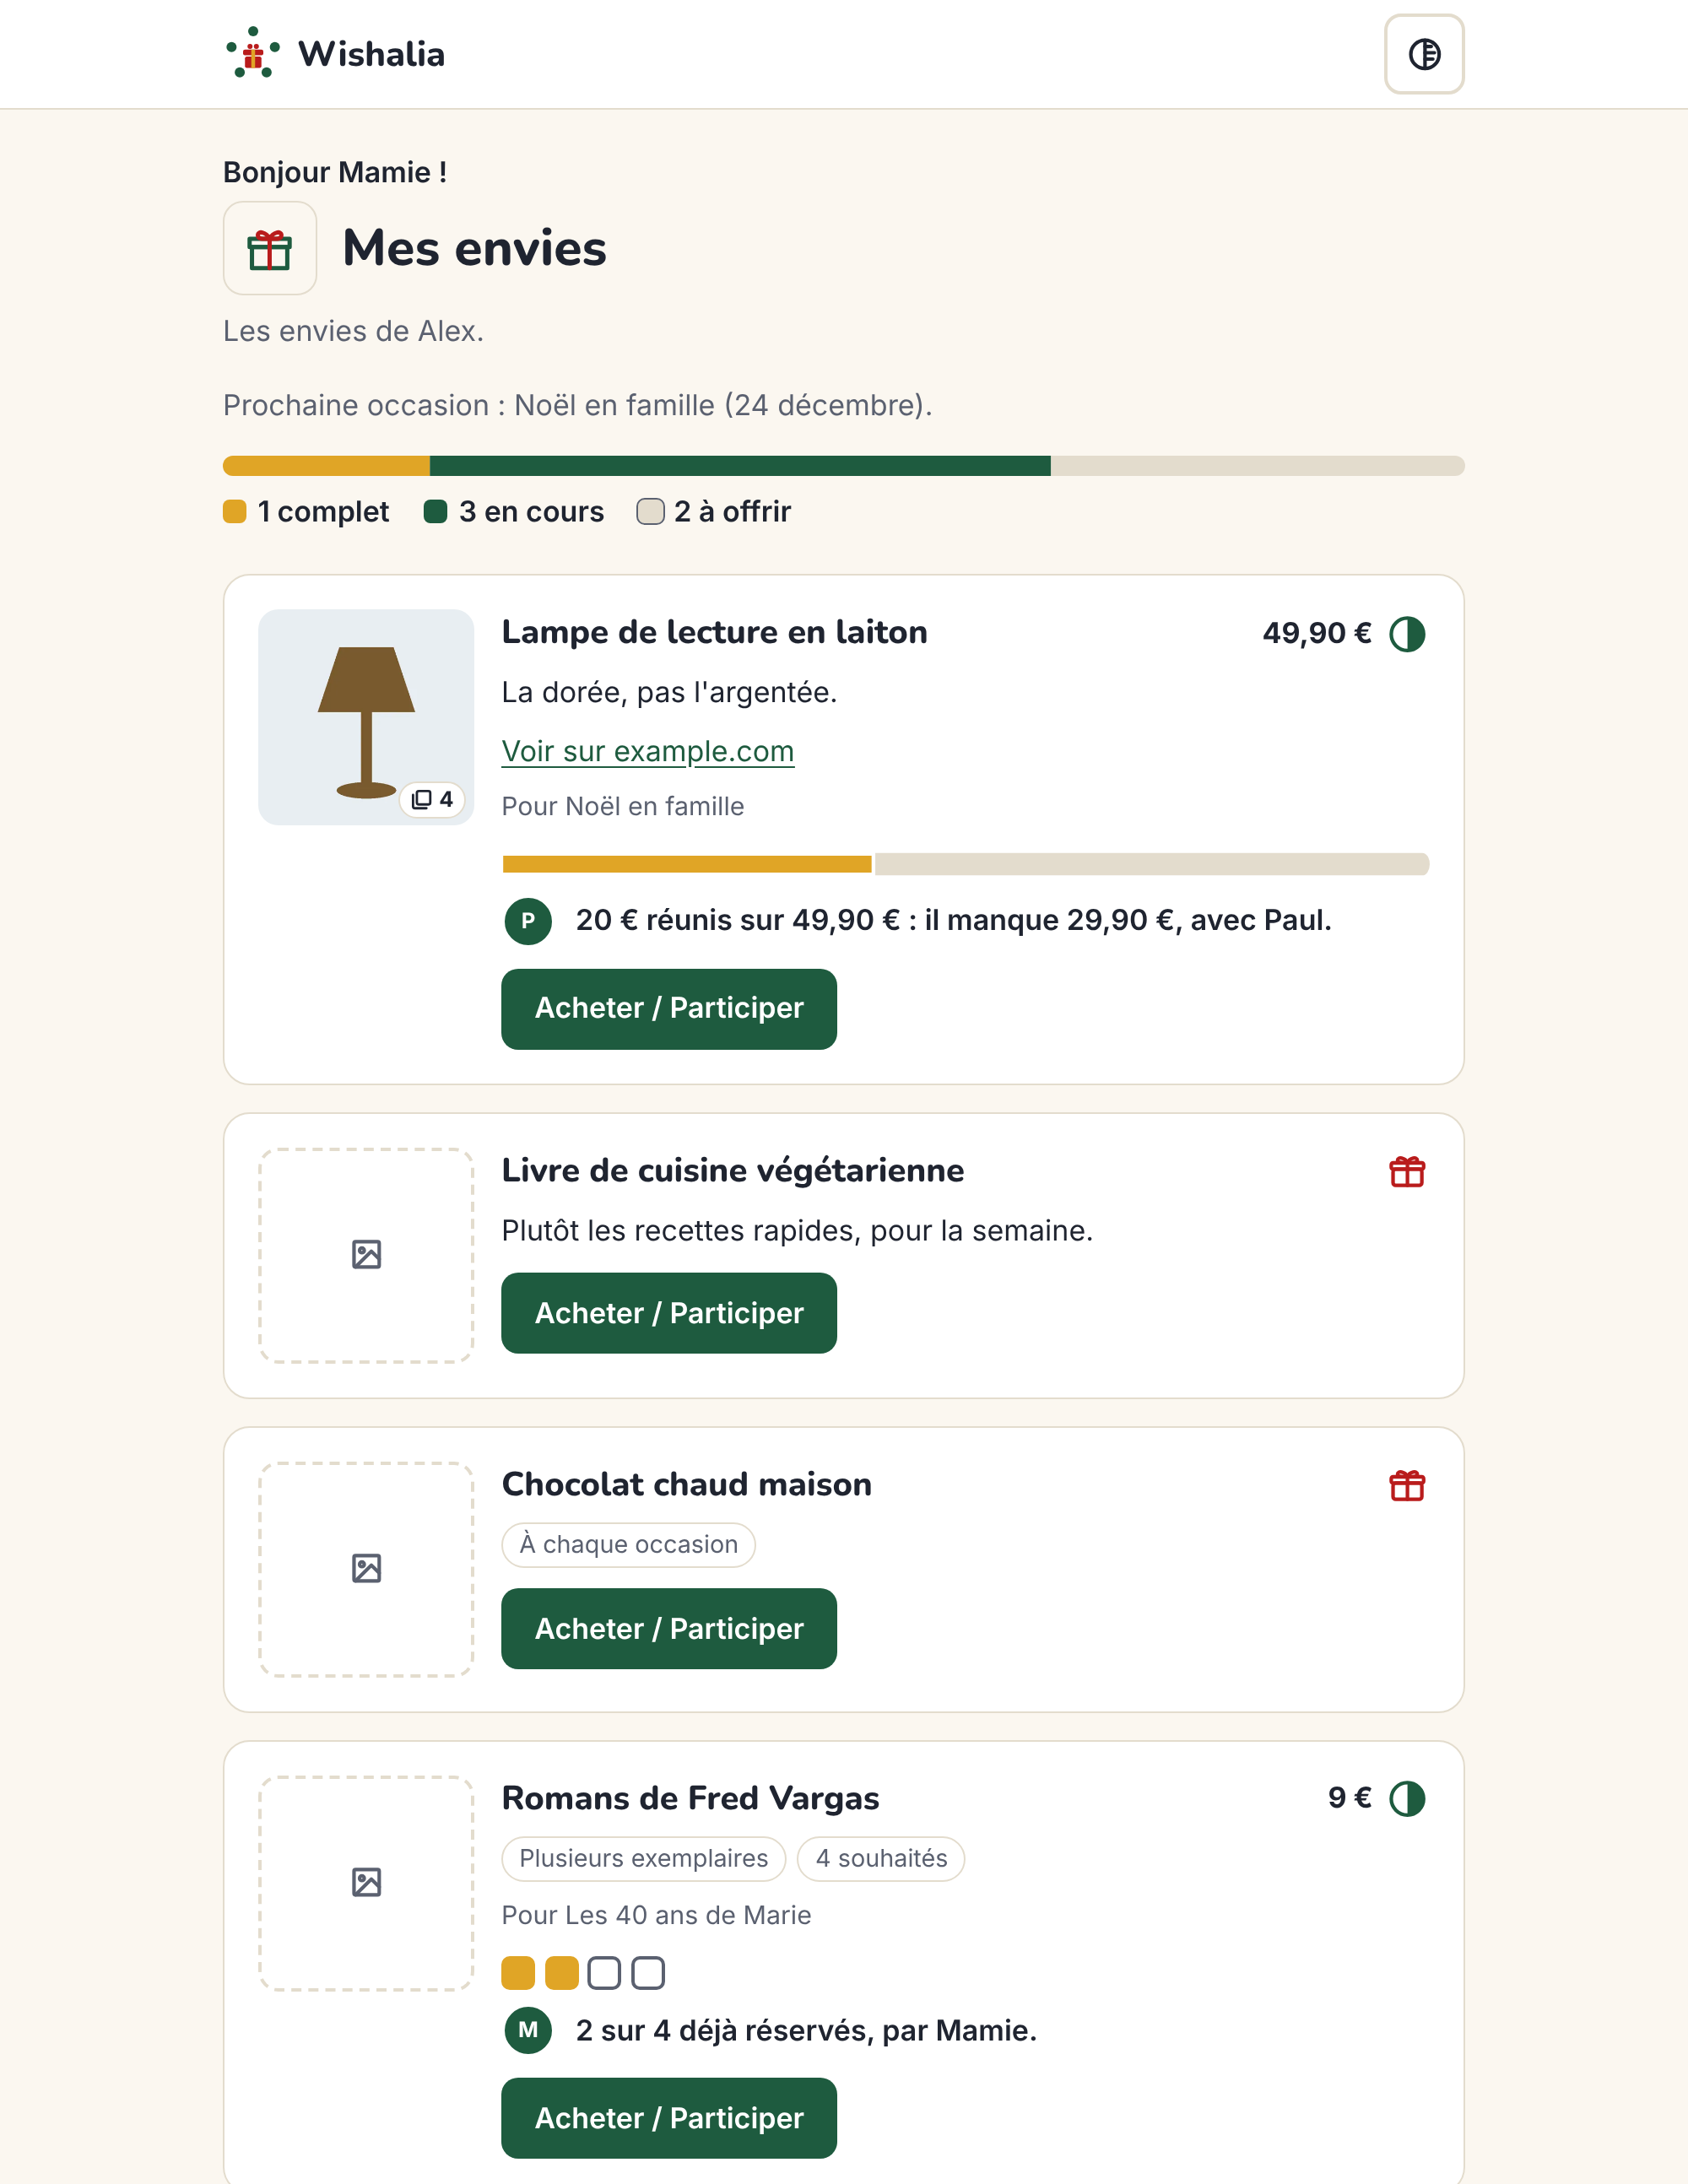 Wishalia
Bonjour Mamie !
Mes envies
Les envies de Alex.
Prochaine occasion : Noël en famille (24 décembre).
1 complet 3 en cours 2 à offrir
Lampe de lecture en laiton 49,90 €
La dorée, pas l'argentée.
Voir sur example.com
4
Pour Noël en famille
P 20 € réunis sur 49,90 € : il manque 29,90 €, avec Paul.
Acheter / Participer
Livre de cuisine végétarienne
Plutôt les recettes rapides, pour la semaine.
Acheter / Participer
Chocolat chaud maison
À chaque occasion
Acheter / Participer
Romans de Fred Vargas 9 €
Plusieurs exemplaires 4 souhaités
Pour Les 40 ans de Marie
M 2 sur 4 déjà réservés, par Mamie.
Acheter / Participer